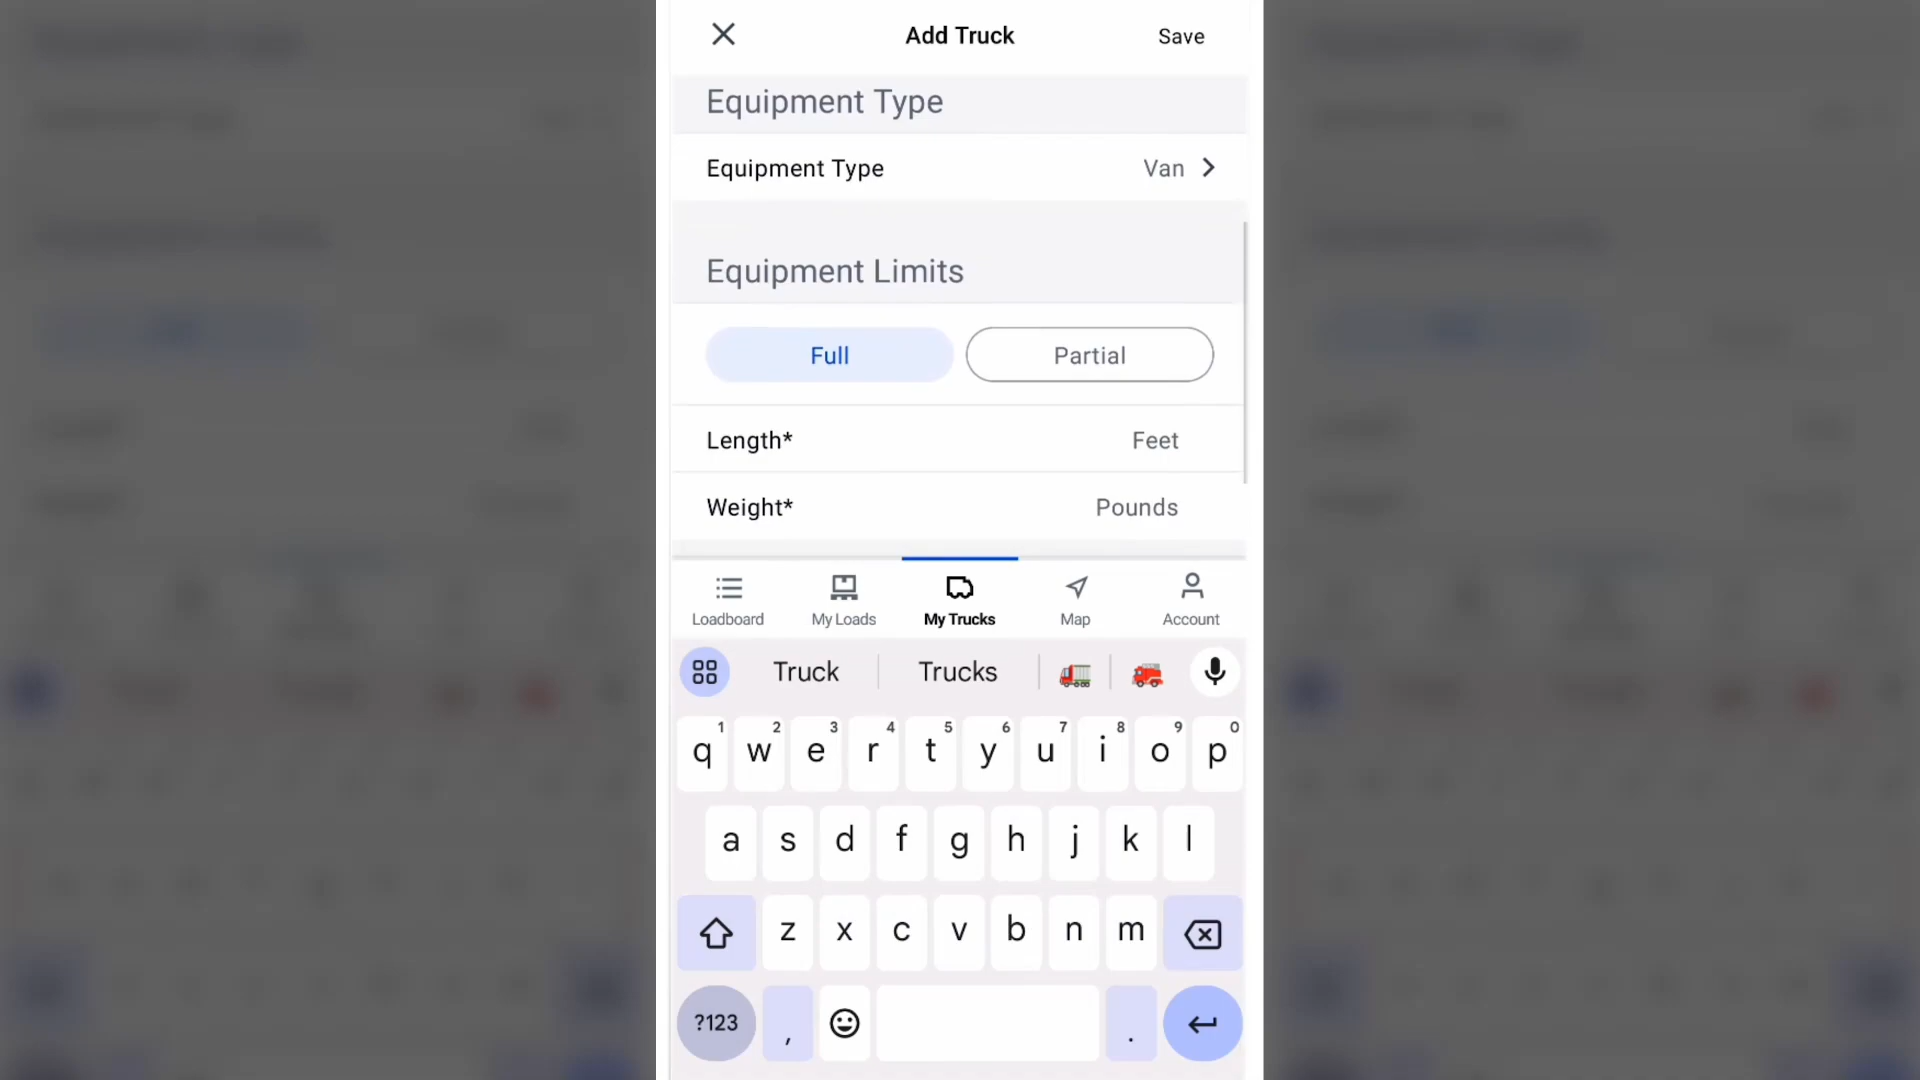 Add Truck Save
Equipment Type
Equipment Type Van
Equipment Limits
Full Partial
Length* Feet
Weight* Pounds
Loadboard My Loads My Trucks Map Account
Truck Trucks
1 2 3 4 5 6 7 8 9 0
q w e r t y u i o p
a s d f g h j k l
z x c v b n m
?123 , .